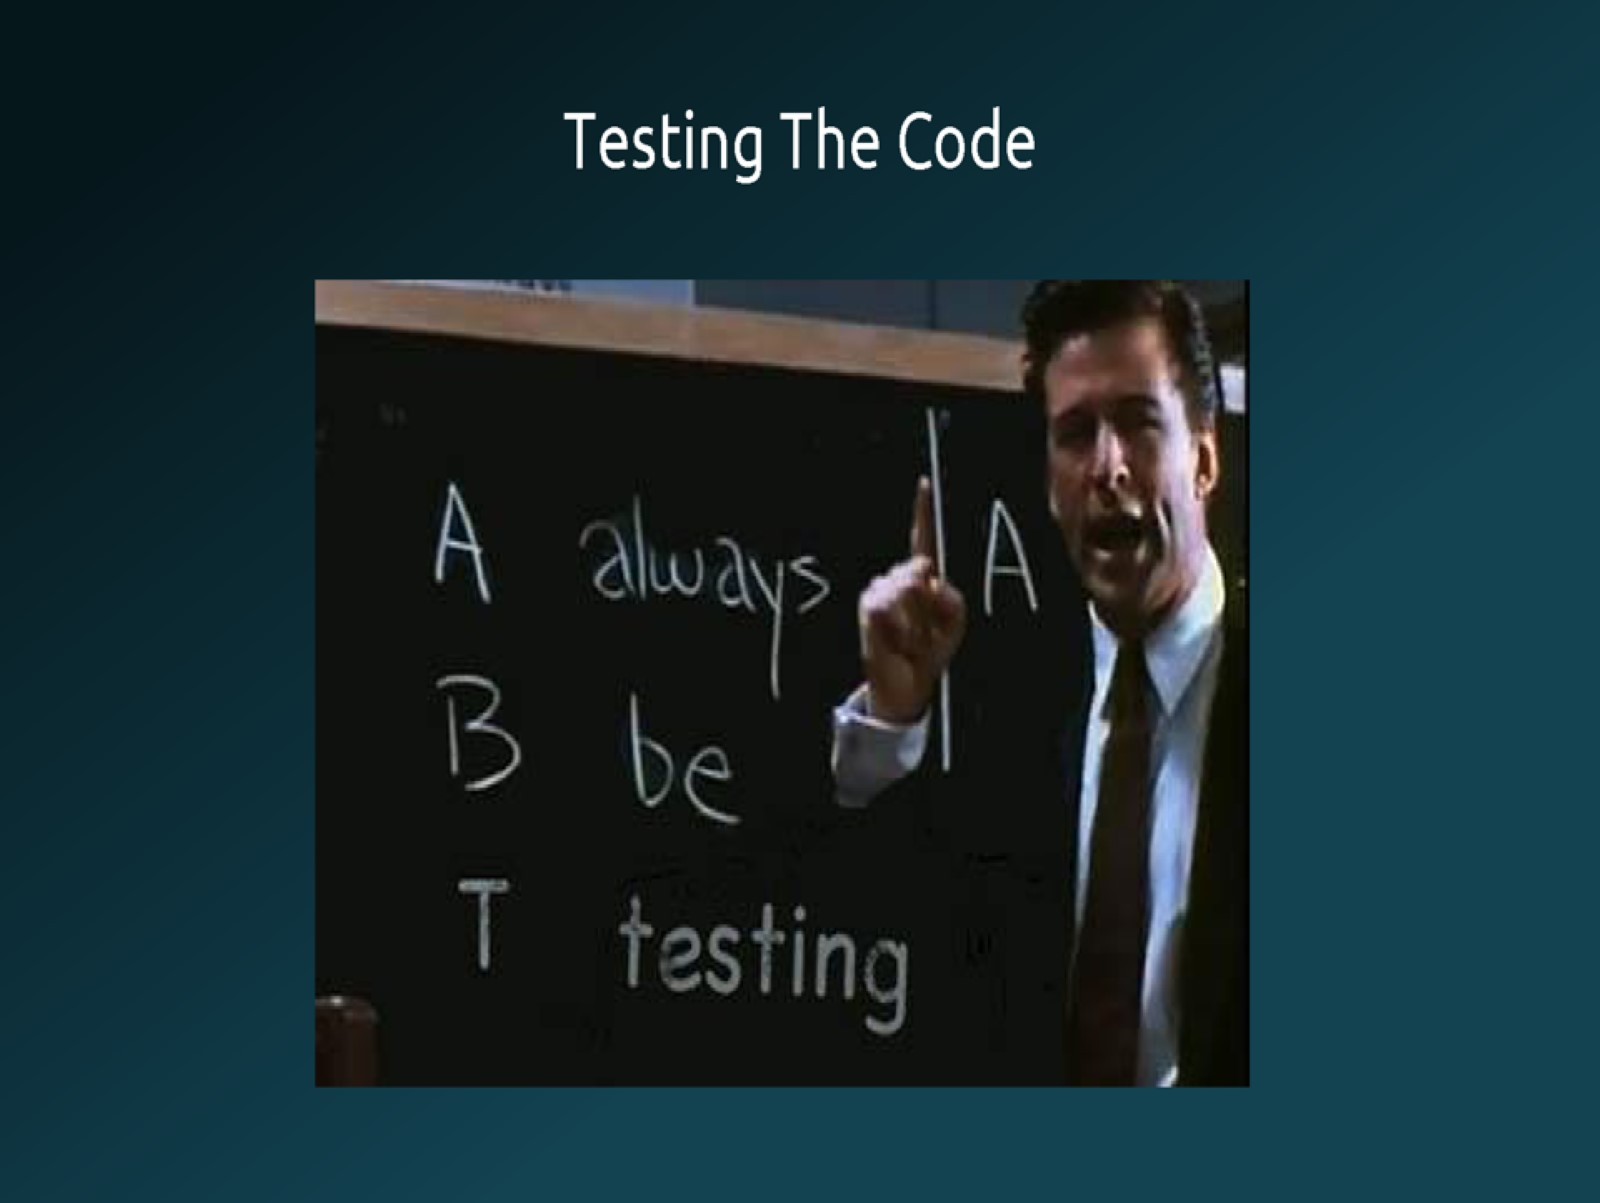 Testing The Code
A always A
B be
T testing